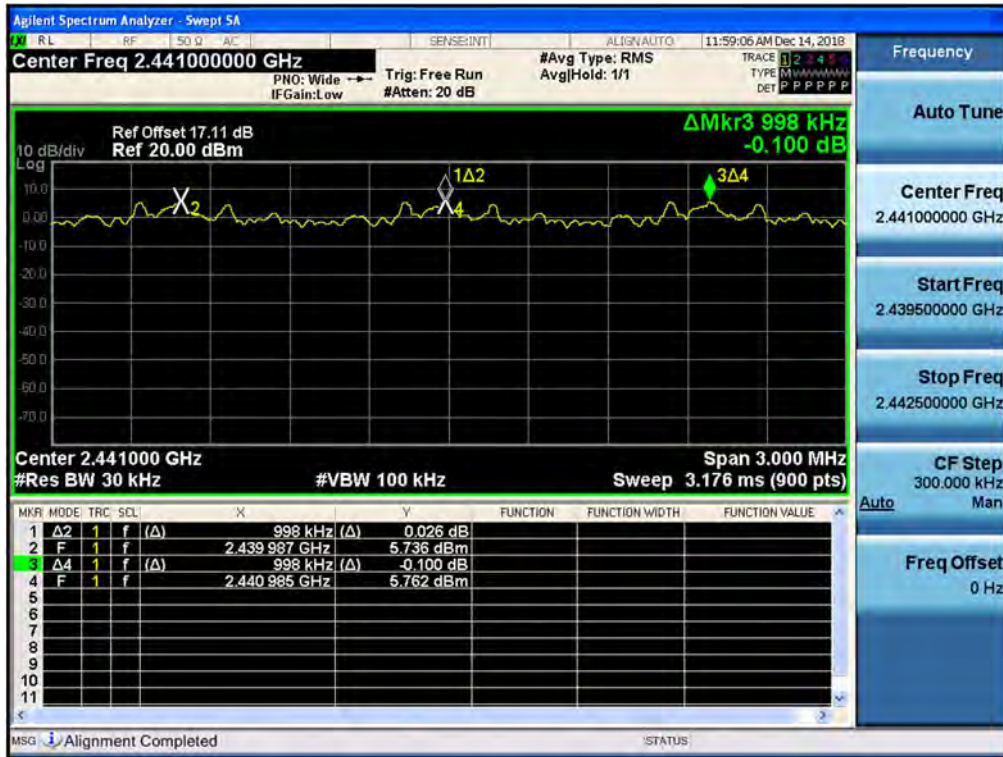 Agilent Spectrum Analyzer - Swept SA
LXI RL RF 50 Ω AC SENSE:INT ALIGN AUTO 11:59:06 AM Dec 14, 2018
Center Freq 2.441000000 GHz
#Avg Type: RMS
TRACE 1 2 3 4 5 6
PNO: Wide
Trig: Free Run
Avg|Hold: 1/1
TYPE M
IFGain:Low
#Atten: 20 dB
DET P P P P P P
ΔMkr3 998 kHz
-0.100 dB
Ref Offset 17.11 dB
10 dB/div Ref 20.00 dBm
Log
10.0
0.00
-10.0
-20.0
-30.0
-40.0
-50.0
-60.0
-70.0
2
1Δ2
4
3Δ4
Center 2.441000 GHz Span 3.000 MHz
#Res BW 30 kHz #VBW 100 kHz Sweep 3.176 ms (900 pts)
MKR MODE TRC SCL X Y FUNCTION FUNCTION WIDTH FUNCTION VALUE
1 Δ2 1 f (Δ) 998 kHz (Δ) 0.026 dB
2 F 1 f 2.439 987 GHz 5.736 dBm
3 Δ4 1 f (Δ) 998 kHz (Δ) -0.100 dB
4 F 1 f 2.440 985 GHz 5.762 dBm
5
6
7
8
9
10
11
MSG Alignment Completed STATUS
Frequency
Auto Tune
Center Freq
2.441000000 GHz
Start Freq
2.439500000 GHz
Stop Freq
2.442500000 GHz
CF Step
300.000 kHz
Auto Man
Freq Offset
0 Hz